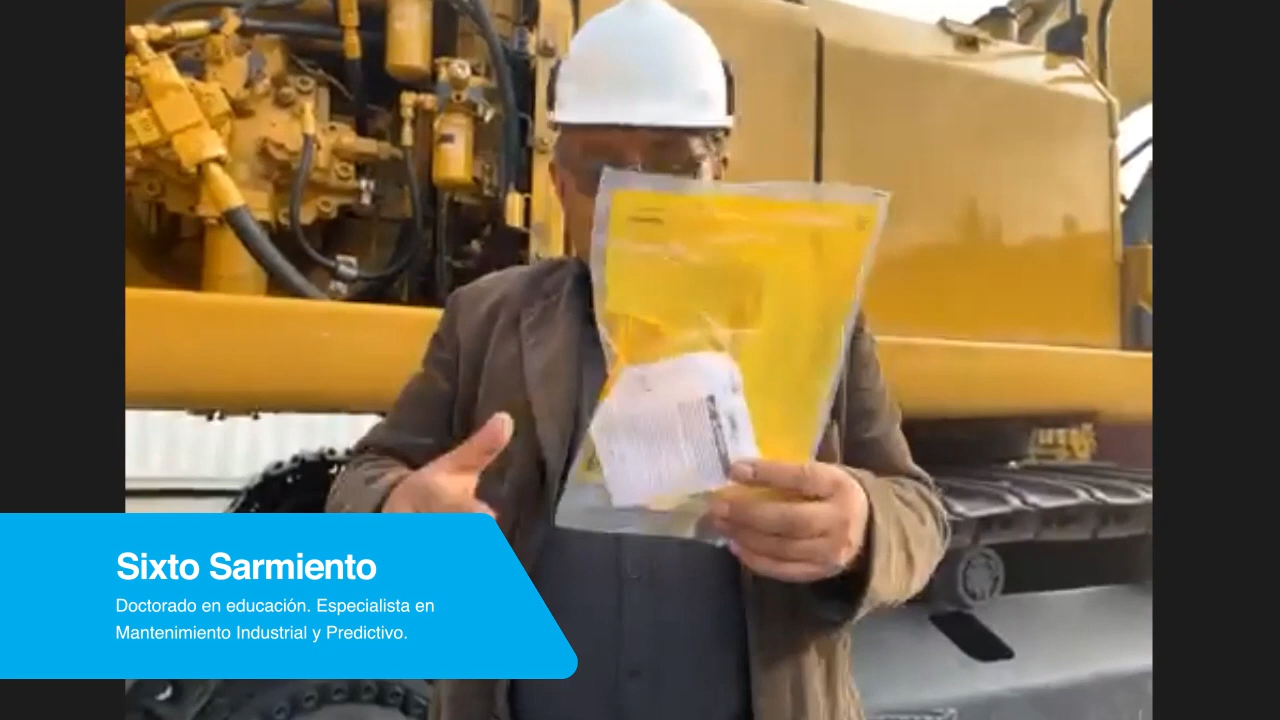 Sixto Sarmiento
Doctorado en educación. Especialista en
Mantenimiento Industrial y Predictivo.